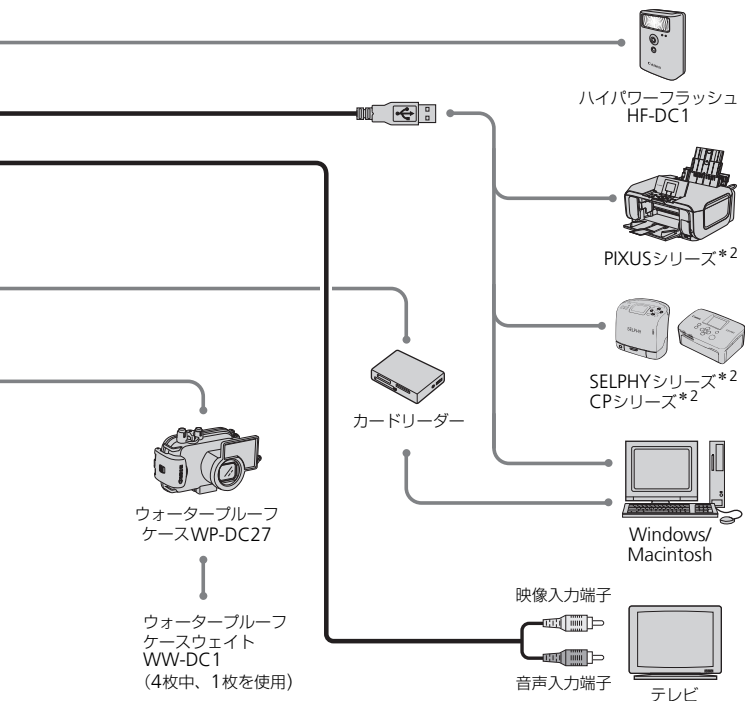 ハイパワーフラッシュ
HF-DC1
PIXUSシリーズ*2
SELPHYシリーズ*2
CPシリーズ*2
カードリーダー
ウォータープルーフ
ケースWP-DC27
Windows/
Macintosh
ウォータープルーフ
ケースウェイト
WW-DC1
（4枚中、1枚を使用)
映像入力端子
音声入力端子
テレビ